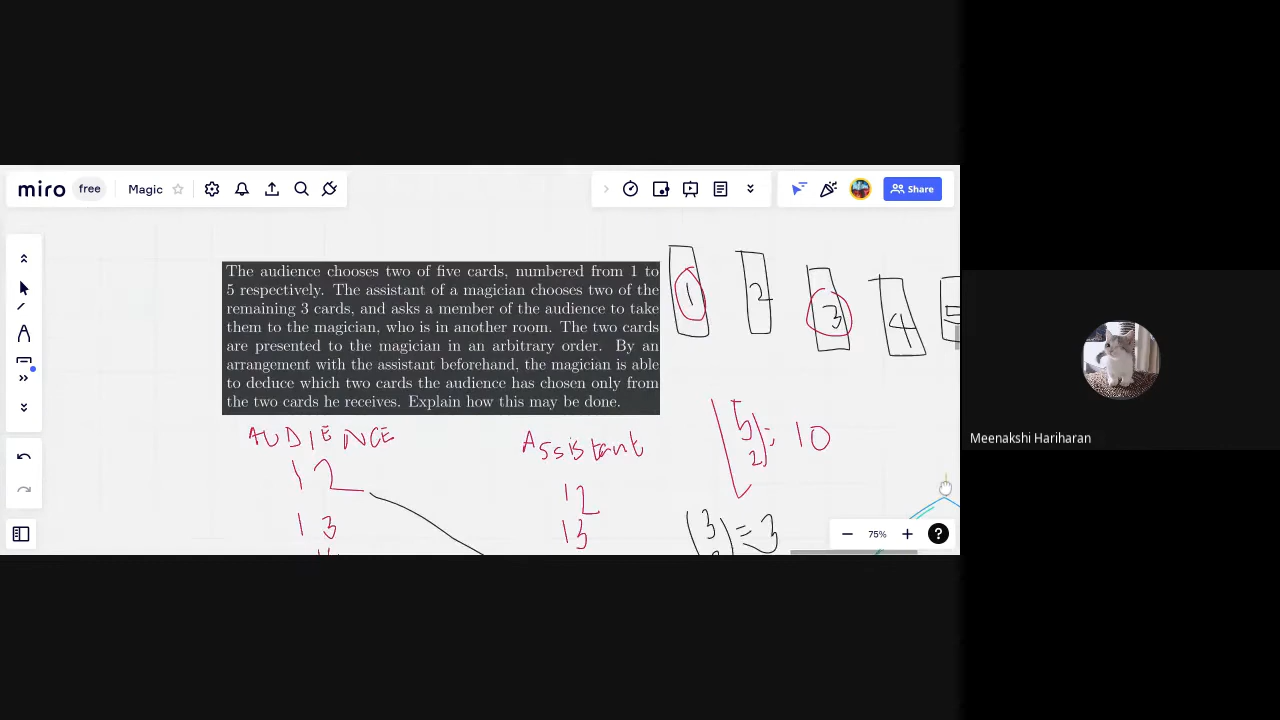 miro free Magic Share
The audience chooses two of five cards, numbered from 1 to
5 respectively. The assistant of a magician chooses two of the
remaining 3 cards, and asks a member of the audience to take
them to the magician, who is in another room. The two cards
are presented to the magician in an arbitrary order. By an
arrangement with the assistant beforehand, the magician is able
to deduce which two cards the audience has chosen only from
the two cards he receives. Explain how this may be done.
1 2 3 4 5
AUDIENCE
Assistant
5
2
10
1 2
12
1 3
13
3
= 3
75%
Meenakshi Hariharan